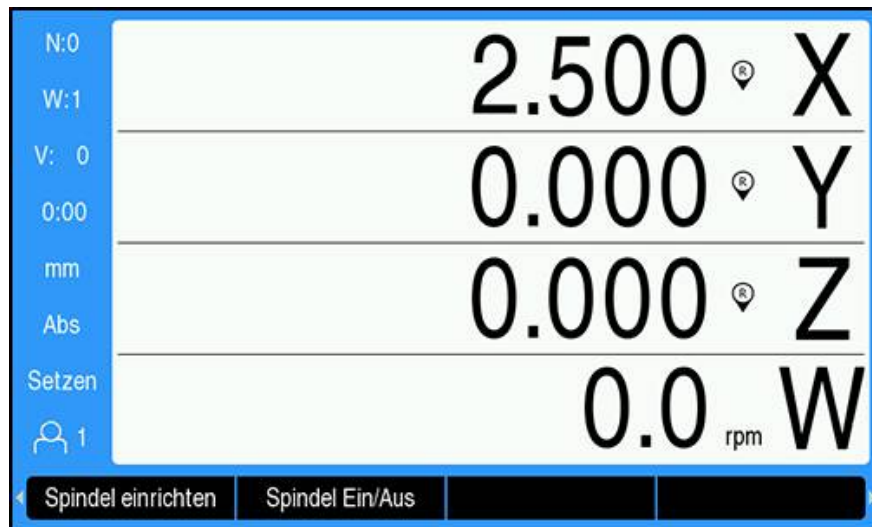 N:0
W:1
V: 0
0:00
mm
Abs
Setzen
1
2.500 ® X
0.000 ® Y
0.000 ® Z
0.0 rpm W
Spindel einrichten
Spindel Ein/Aus